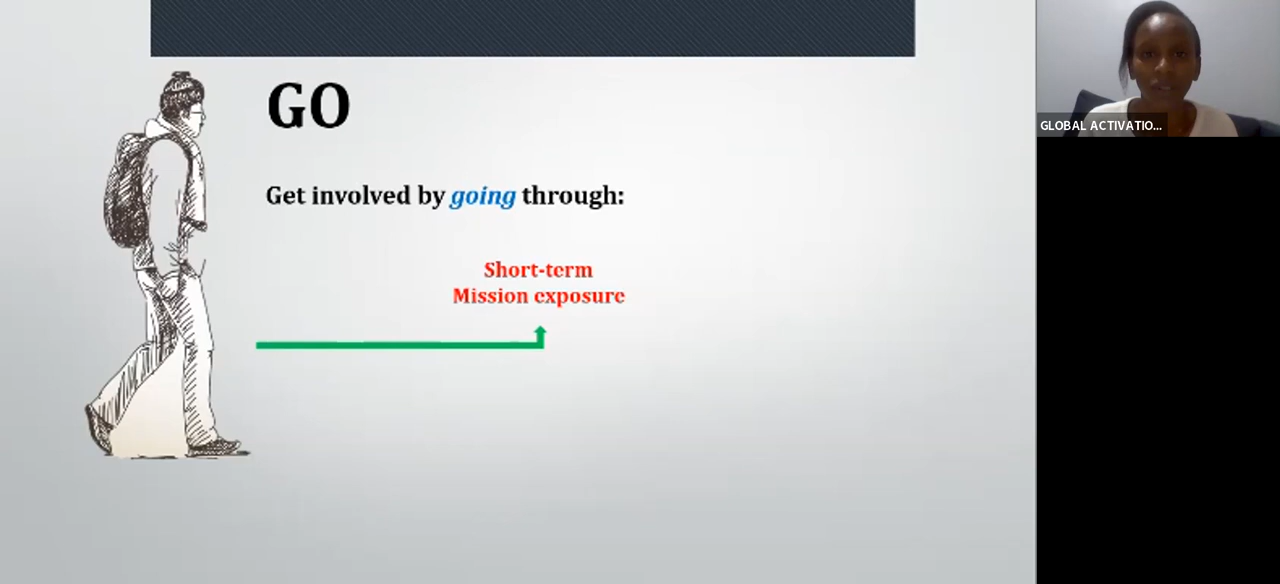 GO
Get involved by going through:
Short-term
Mission exposure
GLOBAL ACTIVATIO...